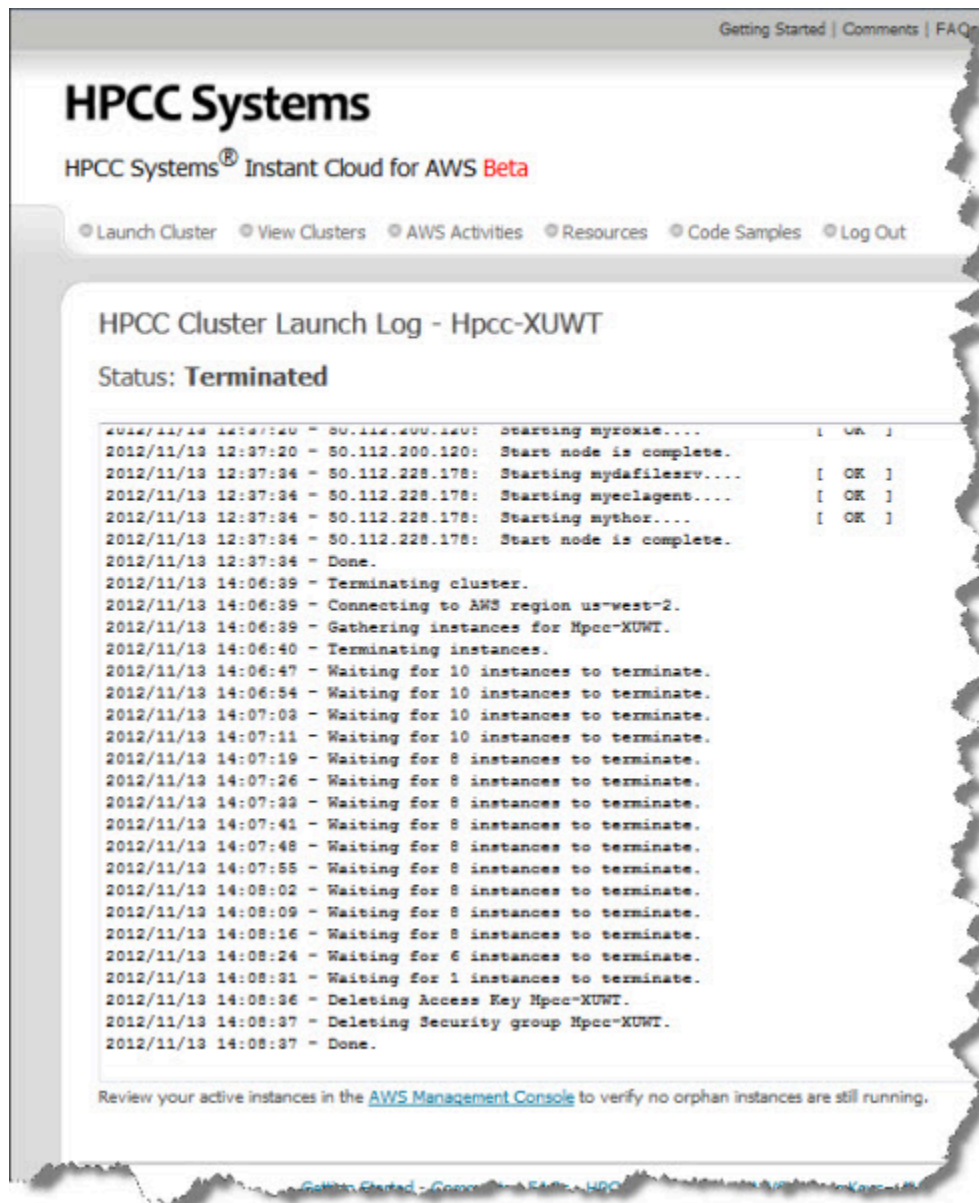 Getting Started | Comments | FAQs
HPCC Systems
HPCC Systems® Instant Cloud for AWS Beta
Launch Cluster View Clusters AWS Activities Resources Code Samples Log Out
HPCC Cluster Launch Log - Hpcc-XUWT
Status: Terminated
2012/11/13 12:37:20 - 50.112.200.120: Starting myroxie.... [ OK ]
2012/11/13 12:37:20 - 50.112.200.120: Start node is complete.
2012/11/13 12:37:34 - 50.112.228.178: Starting mydafilesrv.... [ OK ]
2012/11/13 12:37:34 - 50.112.228.178: Starting myeclagent.... [ OK ]
2012/11/13 12:37:34 - 50.112.228.178: Starting mythor.... [ OK ]
2012/11/13 12:37:34 - 50.112.228.178: Start node is complete.
2012/11/13 12:37:34 - Done.
2012/11/13 14:06:39 - Terminating cluster.
2012/11/13 14:06:39 - Connecting to AWS region us-west-2.
2012/11/13 14:06:39 - Gathering instances for Hpcc-XUWT.
2012/11/13 14:06:40 - Terminating instances.
2012/11/13 14:06:47 - Waiting for 10 instances to terminate.
2012/11/13 14:06:54 - Waiting for 10 instances to terminate.
2012/11/13 14:07:03 - Waiting for 10 instances to terminate.
2012/11/13 14:07:11 - Waiting for 10 instances to terminate.
2012/11/13 14:07:19 - Waiting for 8 instances to terminate.
2012/11/13 14:07:26 - Waiting for 8 instances to terminate.
2012/11/13 14:07:33 - Waiting for 8 instances to terminate.
2012/11/13 14:07:41 - Waiting for 8 instances to terminate.
2012/11/13 14:07:48 - Waiting for 8 instances to terminate.
2012/11/13 14:07:55 - Waiting for 8 instances to terminate.
2012/11/13 14:08:02 - Waiting for 8 instances to terminate.
2012/11/13 14:08:09 - Waiting for 8 instances to terminate.
2012/11/13 14:08:16 - Waiting for 8 instances to terminate.
2012/11/13 14:08:24 - Waiting for 6 instances to terminate.
2012/11/13 14:08:31 - Waiting for 1 instances to terminate.
2012/11/13 14:08:36 - Deleting Access Key Hpcc-XUWT.
2012/11/13 14:08:37 - Deleting Security group Hpcc-XUWT.
2012/11/13 14:08:37 - Done.
Review your active instances in the AWS Management Console to verify no orphan instances are still running.